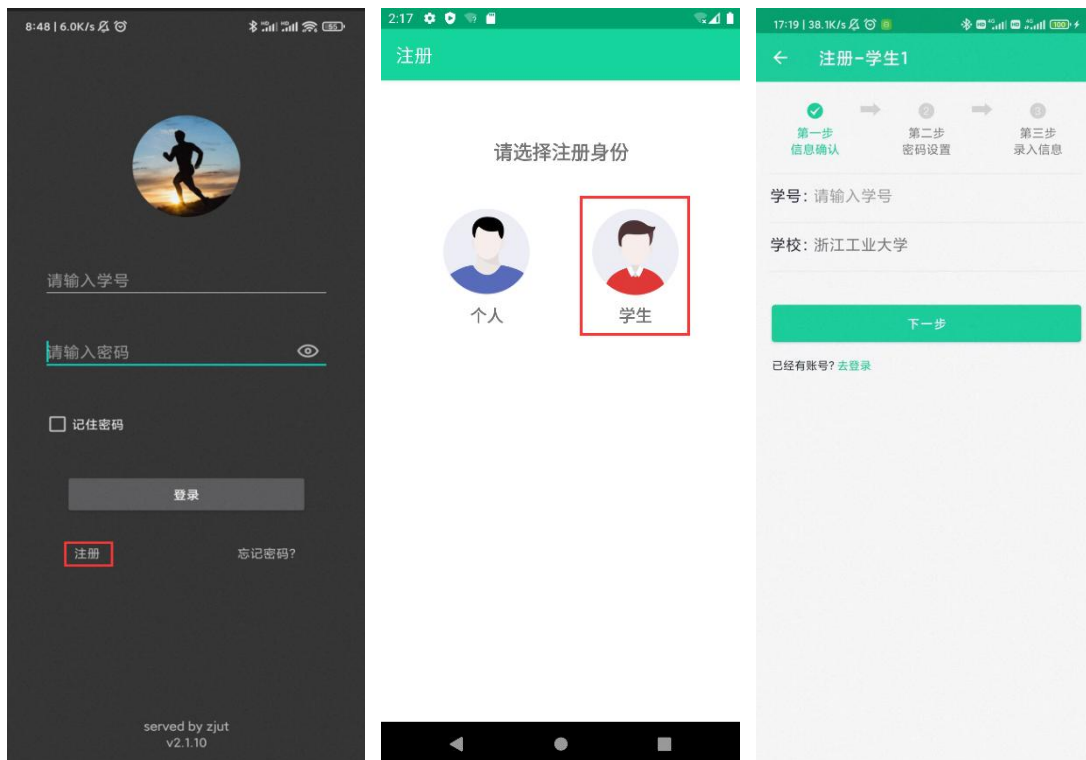 8:48 | 6.0K/s
55
请输入学号
请输入密码
记住密码
登录
注册
忘记密码?
served by zjut
v2.1.10
2:17
注册
请选择注册身份
个人
学生
17:19 | 38.1K/s
100
注册-学生1
2
3
第一步
第二步
第三步
信息确认
密码设置
录入信息
学号: 请输入学号
学校: 浙江工业大学
下一步
已经有账号? 去登录